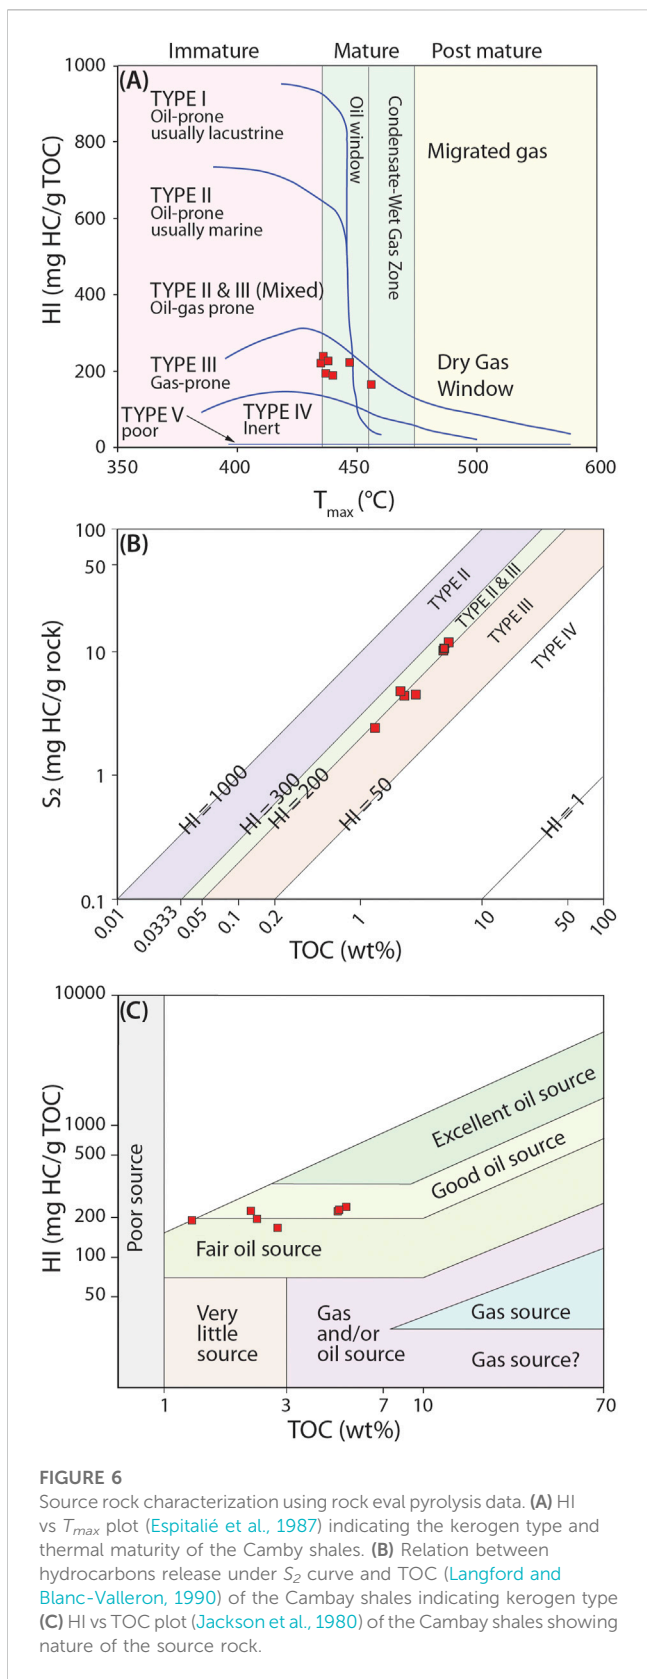 Immature Mature Post mature
(A)
1000
800
600
400
200
0
HI (mg HC/g TOC)
TYPE I
Oil-prone
usually lacustrine
TYPE II
Oil-prone
usually marine
TYPE II & III (Mixed)
Oil-gas prone
TYPE III
Gas-prone
TYPE V
poor
TYPE IV
Inert
Oil window
Condensate-Wet Gas Zone
Migrated gas
Dry Gas
Window
350 400 450 500 600
Tmax (°C)
(B)
100
50
10
1
0.1
S2 (mg HC/g rock)
TYPE II
TYPE II & III
TYPE III
TYPE IV
HI = 1000
HI = 300
HI = 200
HI = 50
HI = 1
0.01 0.0333 0.05 0.1 0.2 1 10 50 100
TOC (wt%)
(C)
10000
1000
500
200
100
50
HI (mg HC/g TOC)
Poor source
Excellent oil source
Good oil source
Fair oil source
Very
little
source
Gas
and/or
oil source
Gas source
Gas source?
1 3 7 10 70
TOC (wt%)
FIGURE 6
Source rock characterization using rock eval pyrolysis data. (A) HI
vs Tmax plot (Espitalié et al., 1987) indicating the kerogen type and
thermal maturity of the Camby shales. (B) Relation between
hydrocarbons release under S2 curve and TOC (Langford and
Blanc-Valleron, 1990) of the Cambay shales indicating kerogen type
(C) HI vs TOC plot (Jackson et al., 1980) of the Cambay shales showing
nature of the source rock.